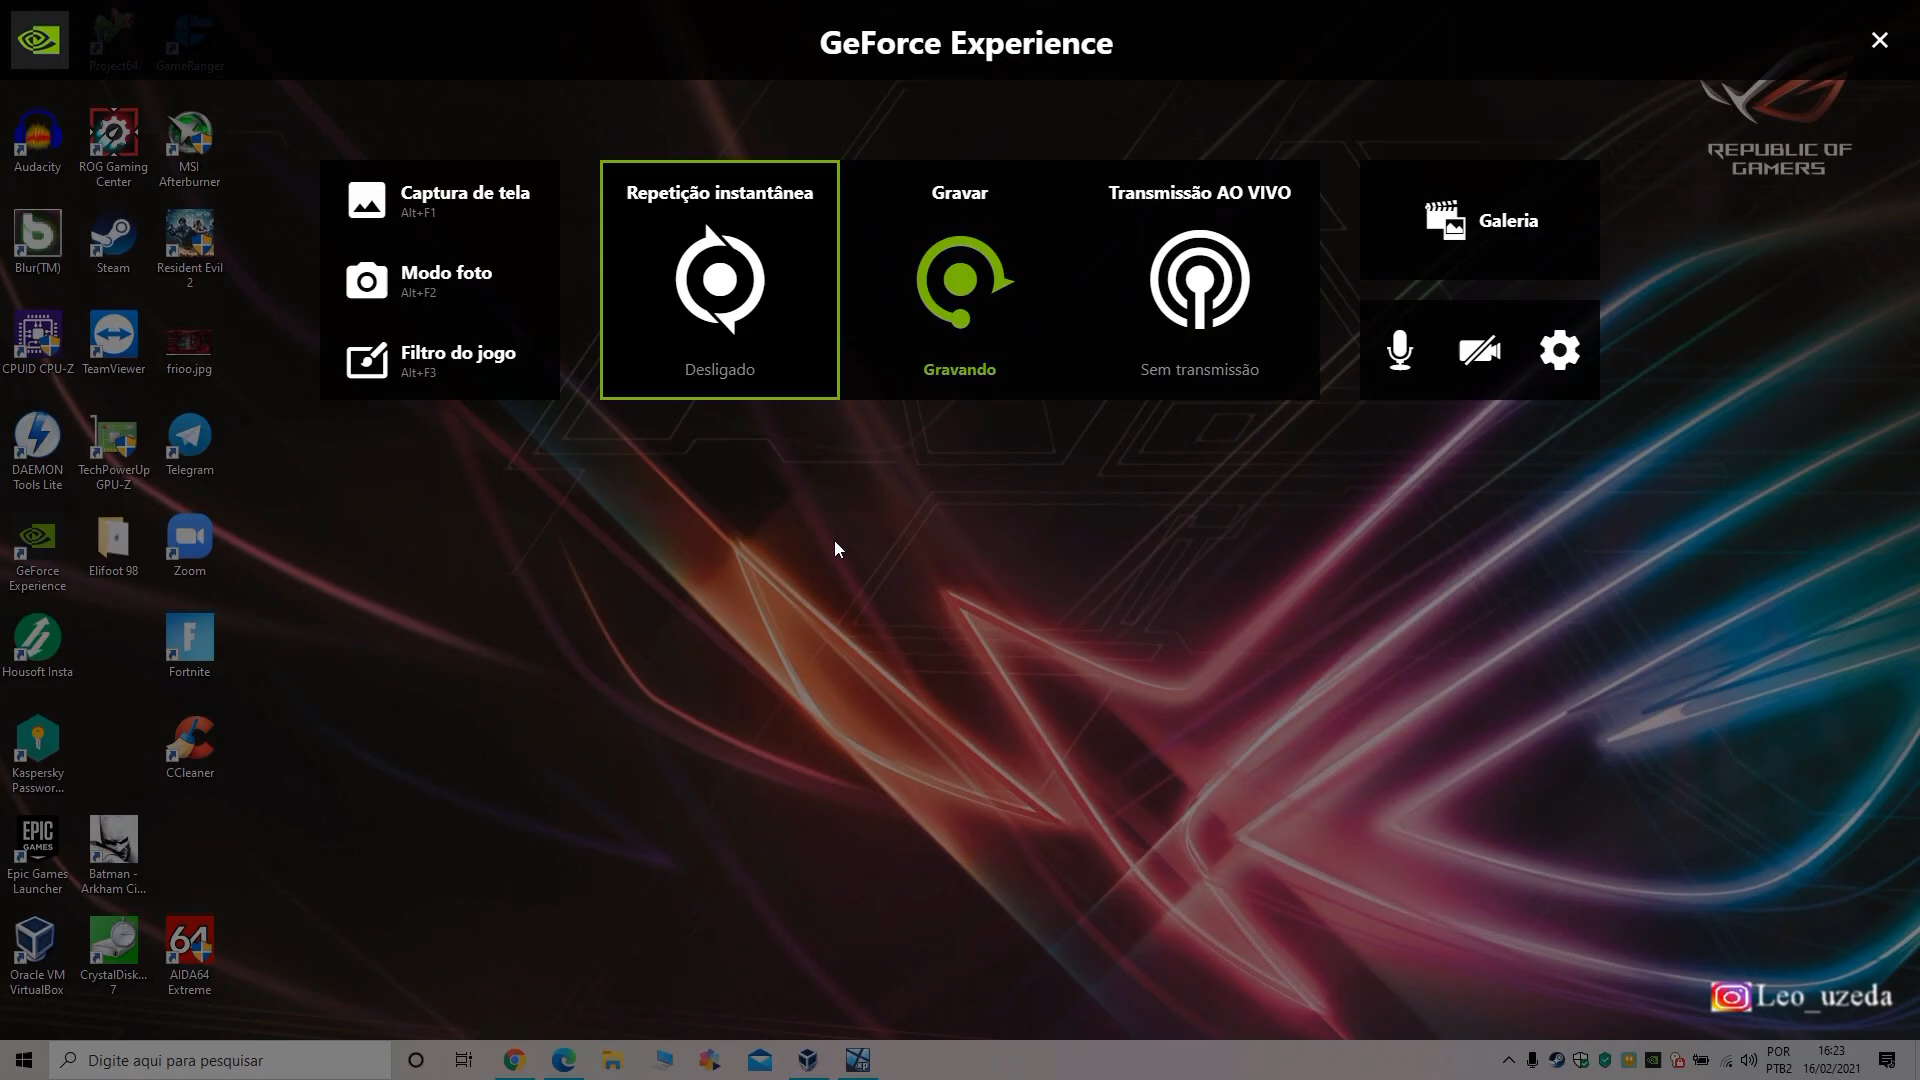 GeForce Experience
Project64
GameRanger
REPUBLIC OF
GAMERS
Captura de tela
Alt+F1
Modo foto
Alt+F2
Filtro do jogo
Alt+F3
Repetição instantânea
Desligado
Gravar
Gravando
Transmissão AO VIVO
Sem transmissão
Galeria
Audacity
ROG Gaming
Center
MSI
Afterburner
Blur(TM)
Steam
Resident Evil
2
CPUID CPU-Z
TeamViewer
frioo.jpg
DAEMON
Tools Lite
TechPowerUp
GPU-Z
Telegram
GeForce
Experience
Elifoot 98
Zoom
Housoft Insta
F
Fortnite
Kaspersky
Passwor...
CCleaner
EPIC
GAMES
Epic Games
Launcher
Batman -
Arkham Ci...
Oracle VM
VirtualBox
CrystalDisk...
7
64
AIDA64
Extreme
Leo_uzeda
Digite aqui para pesquisar
XP
POR
PTB2
16:23
16/02/2021